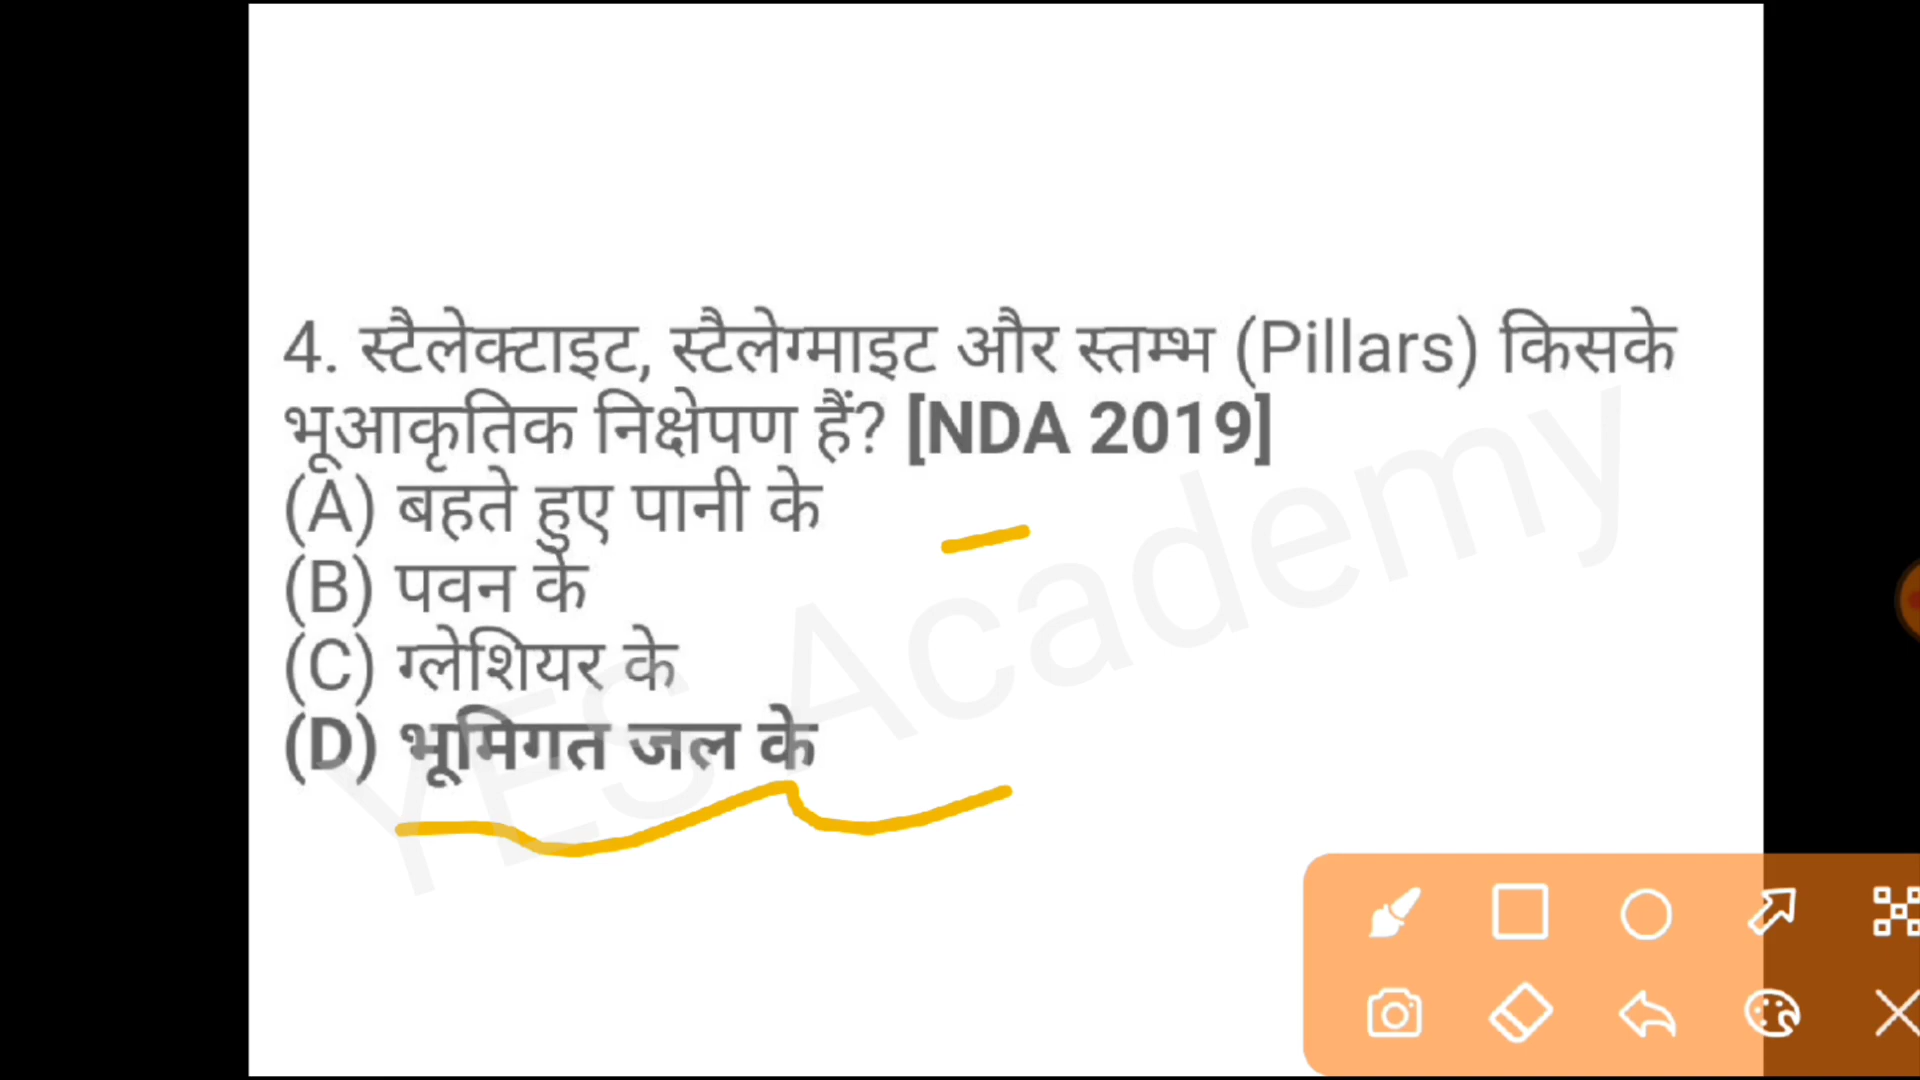 4. स्टैलेक्टाइट, स्टैलेग्माइट और स्तम्भ (Pillars) किसके
भूआकृतिक निक्षेपण हैं? [NDA 2019]
(A) बहते हुए पानी के
(B) पवन के
(C) ग्लेशियर के
(D) भूमिगत जल के
YES Academy